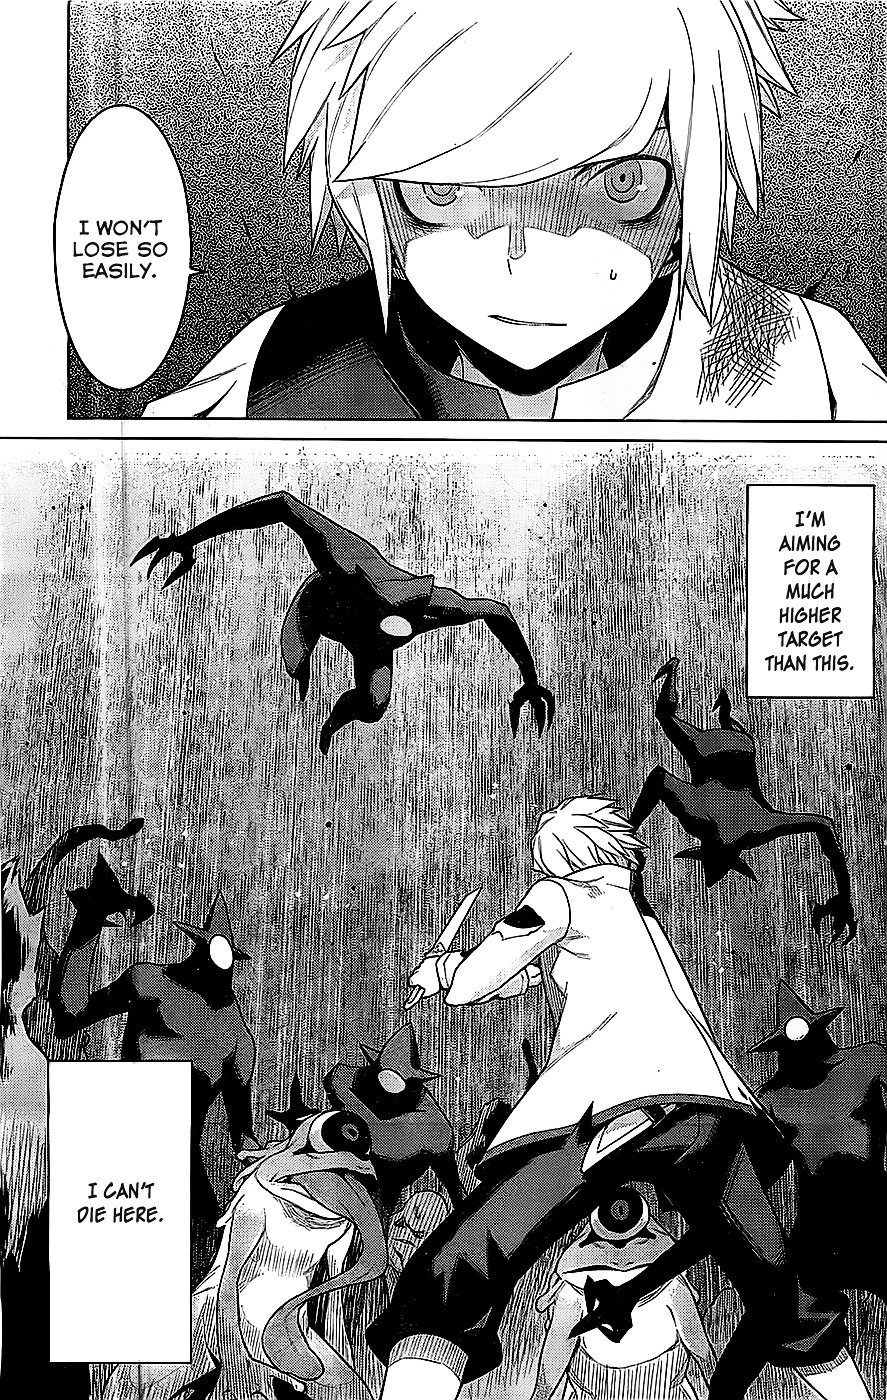 I WON'T
LOSE SO
EASILY.
I'M
AIMING
FOR A
MUCH
HIGHER
TARGET
THAN THIS.
I CAN'T
DIE HERE.